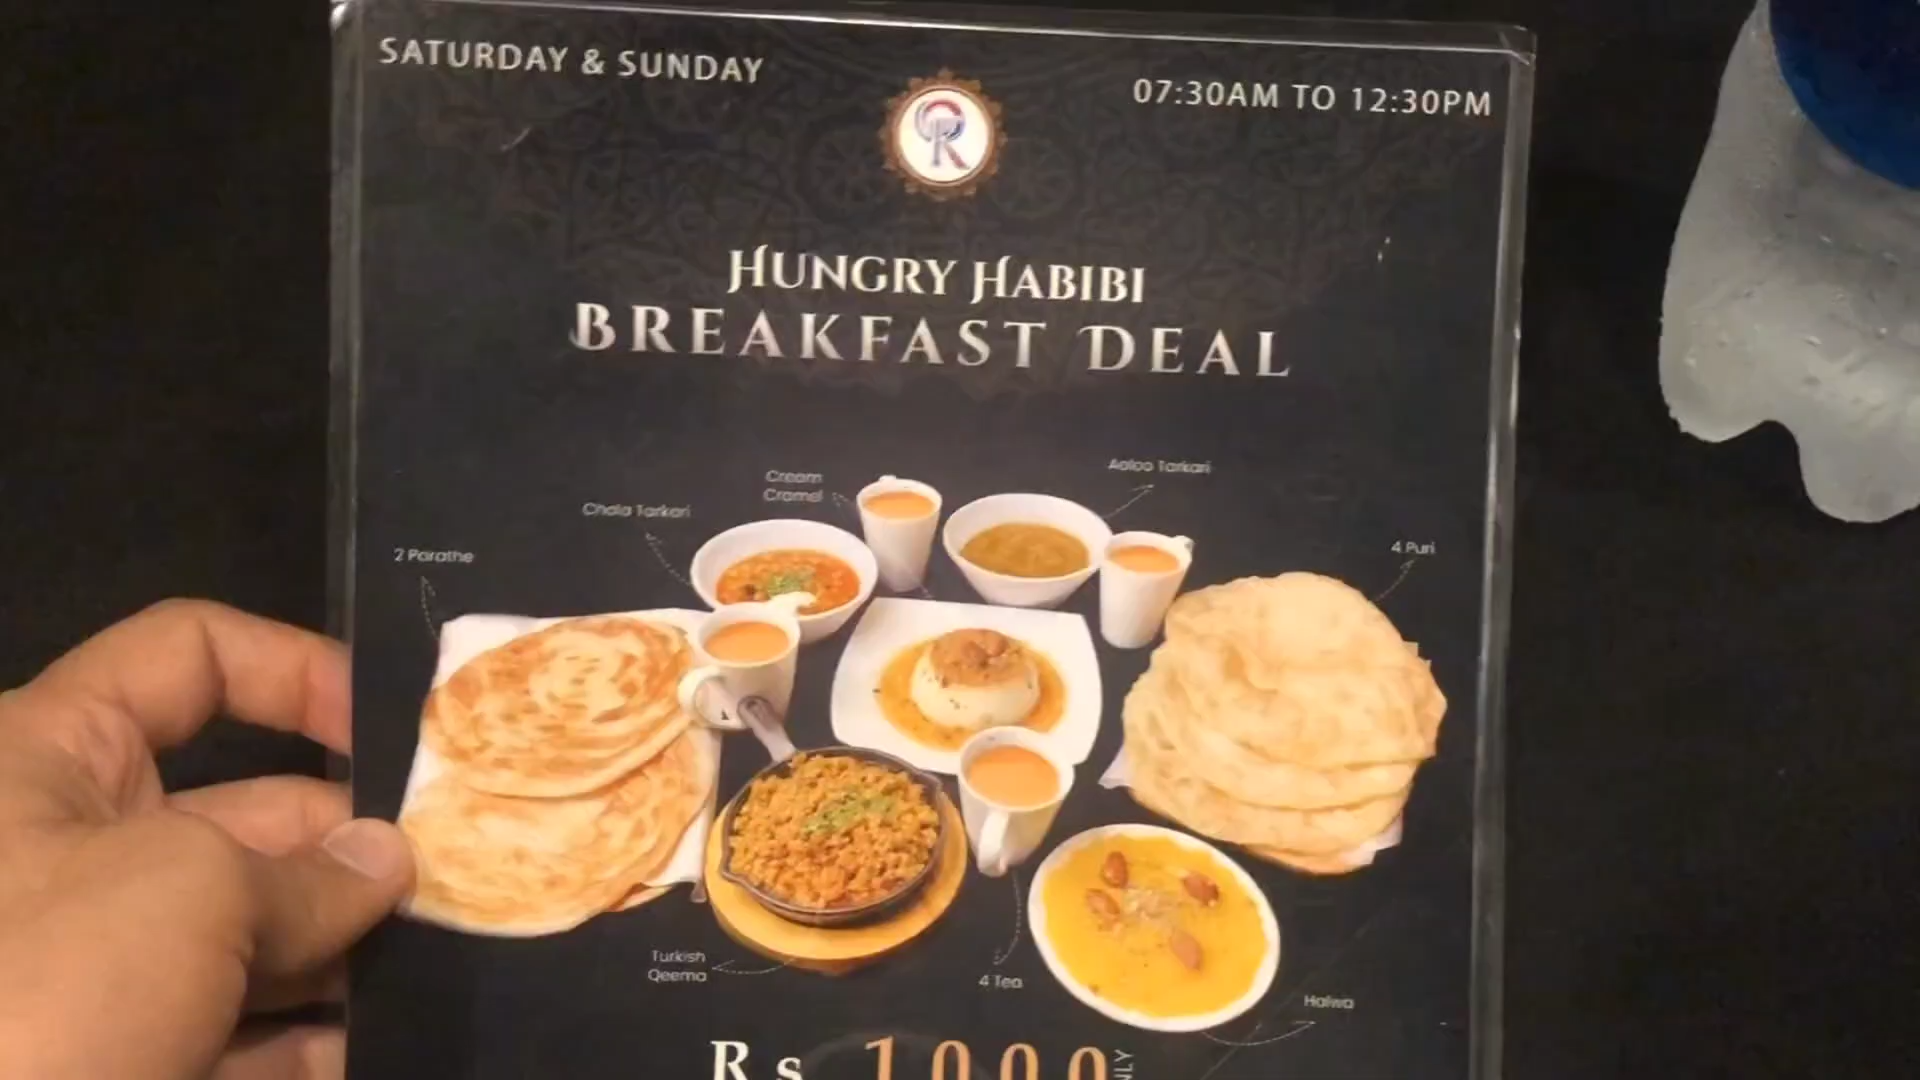 SATURDAY & SUNDAY
07:30AM TO 12:30PM
R
HUNGRY HABIBI
BREAKFAST DEAL
Cream
Cramel
Aaloo Tarkari
Chala Tarkari
2 Parathe
4 Puri
Turkish
Qeema
4 Tea
Halwa
Rs 1000